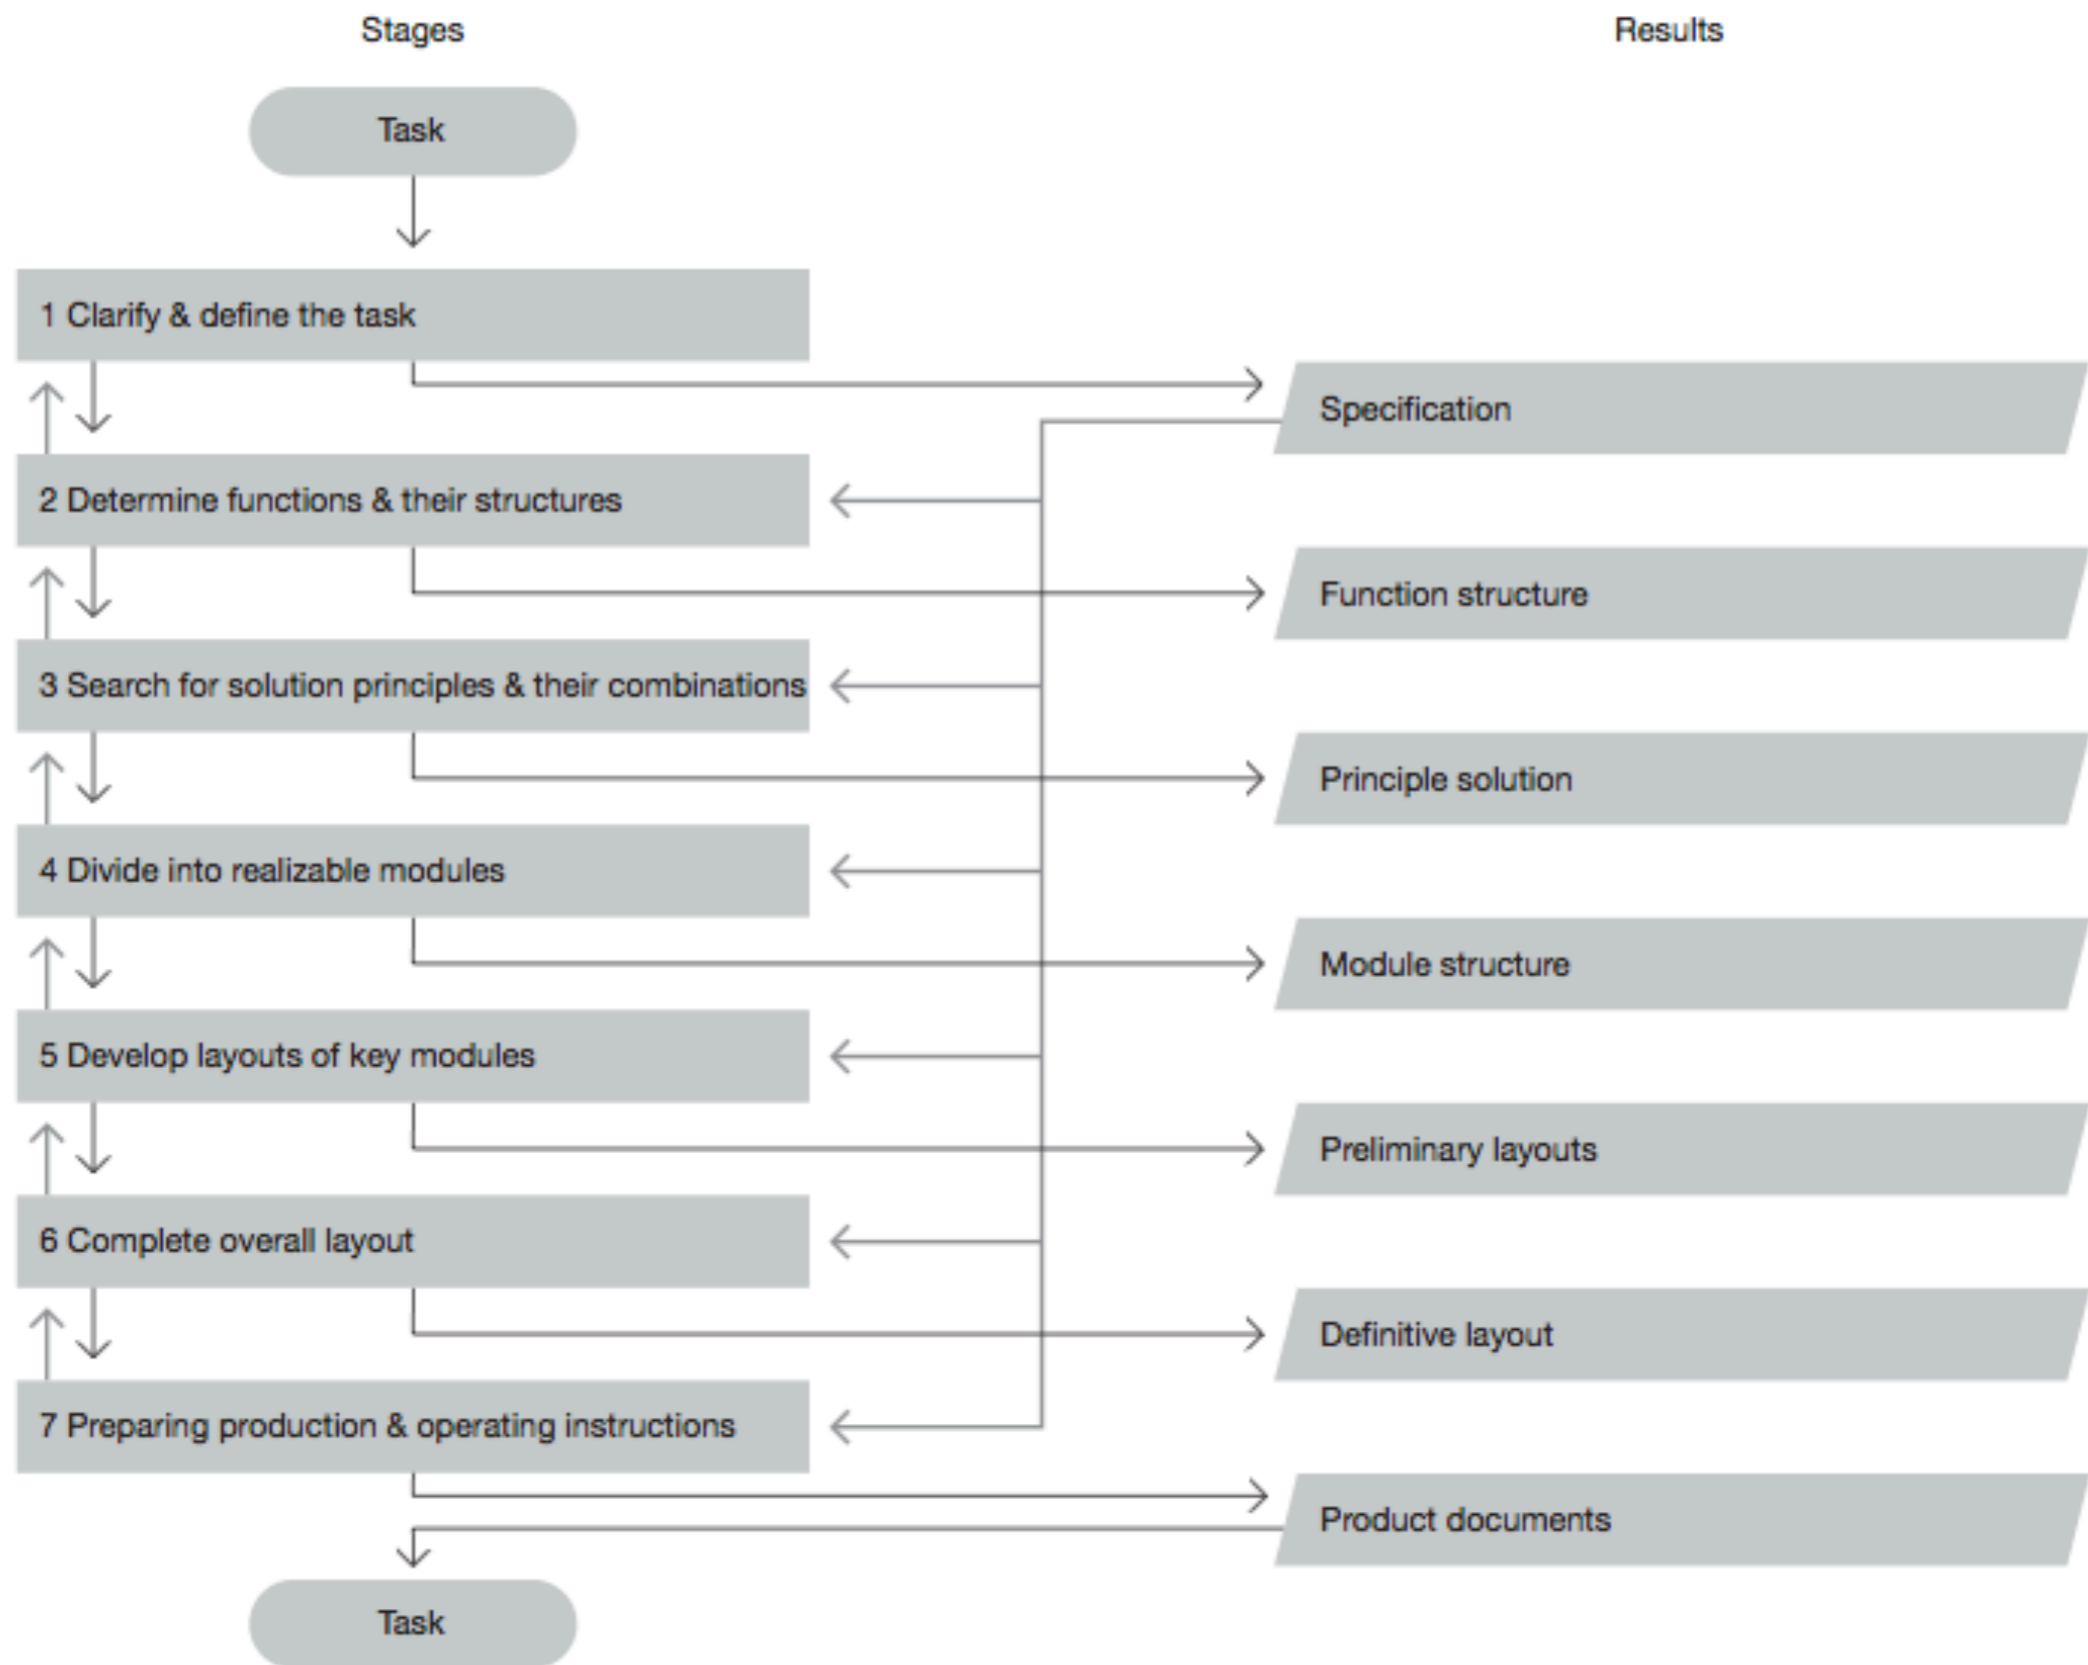 Stages
Results
Task
1 Clarify & define the task
Specification
2 Determine functions & their structures
Function structure
3 Search for solution principles & their combinations
Principle solution
4 Divide into realizable modules
Module structure
5 Develop layouts of key modules
Preliminary layouts
6 Complete overall layout
Definitive layout
7 Preparing production & operating instructions
Product documents
Task